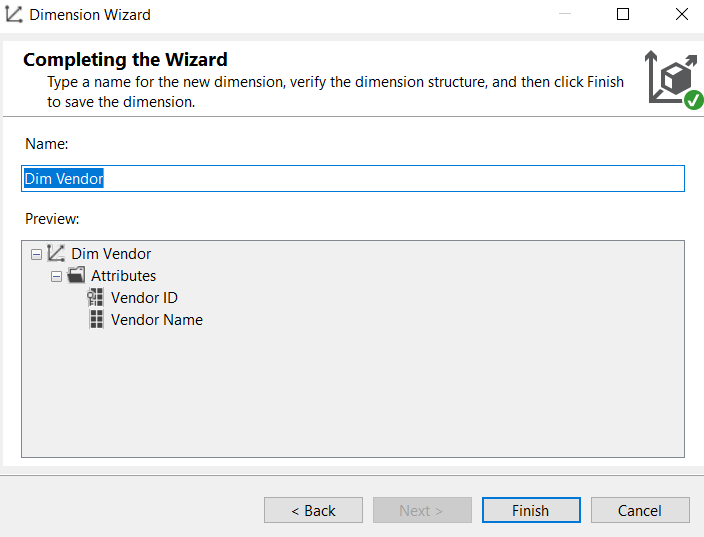 Dimension Wizard
Completing the Wizard
Type a name for the new dimension, verify the dimension structure, and then click Finish
to save the dimension.
Name:
Dim Vendor
Preview:
Dim Vendor
Attributes
Vendor ID
Vendor Name
< Back
Next >
Finish
Cancel